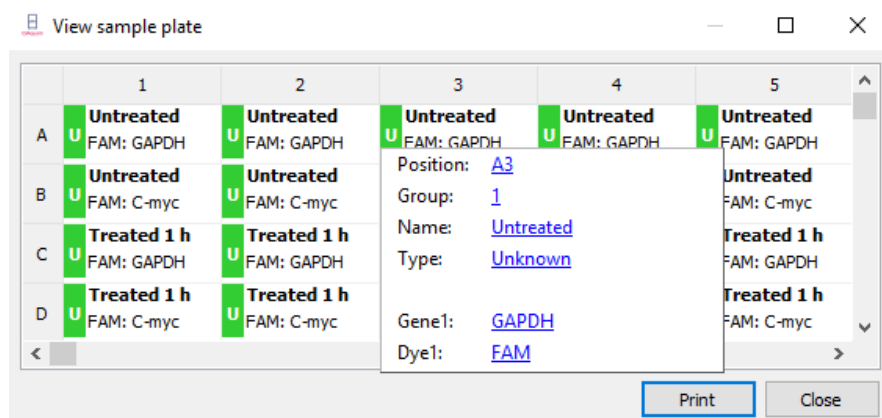 View sample plate
1 2 3 4 5
A U Untreated U Untreated U Untreated U Untreated U Untreated
FAM: GAPDH FAM: GAPDH FAM: GAPDH FAM: GAPDH FAM: GAPDH
B U Untreated U Untreated Untreated
FAM: C-myc FAM: C-myc FAM: C-myc
C U Treated 1 h U Treated 1 h Treated 1 h
FAM: GAPDH FAM: GAPDH FAM: GAPDH
D U Treated 1 h U Treated 1 h Treated 1 h
FAM: C-myc FAM: C-myc FAM: C-myc
Position: A3
Group: 1
Name: Untreated
Type: Unknown
Gene1: GAPDH
Dye1: FAM
Print Close